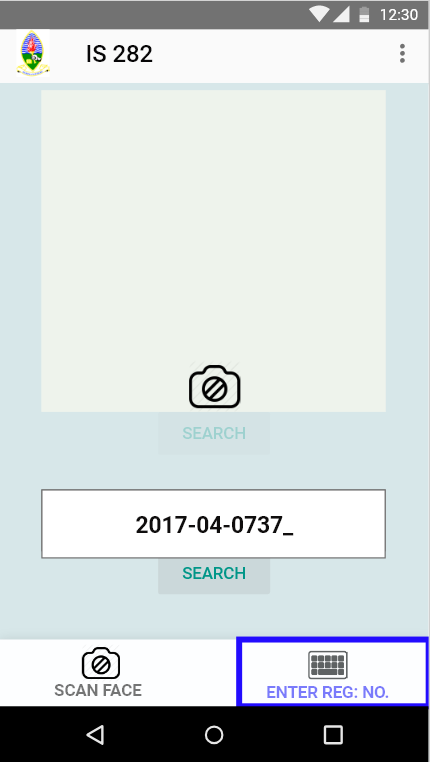 12:30
IS 282
SEARCH
2017-04-0737_
SEARCH
SCAN FACE
ENTER REG: NO.